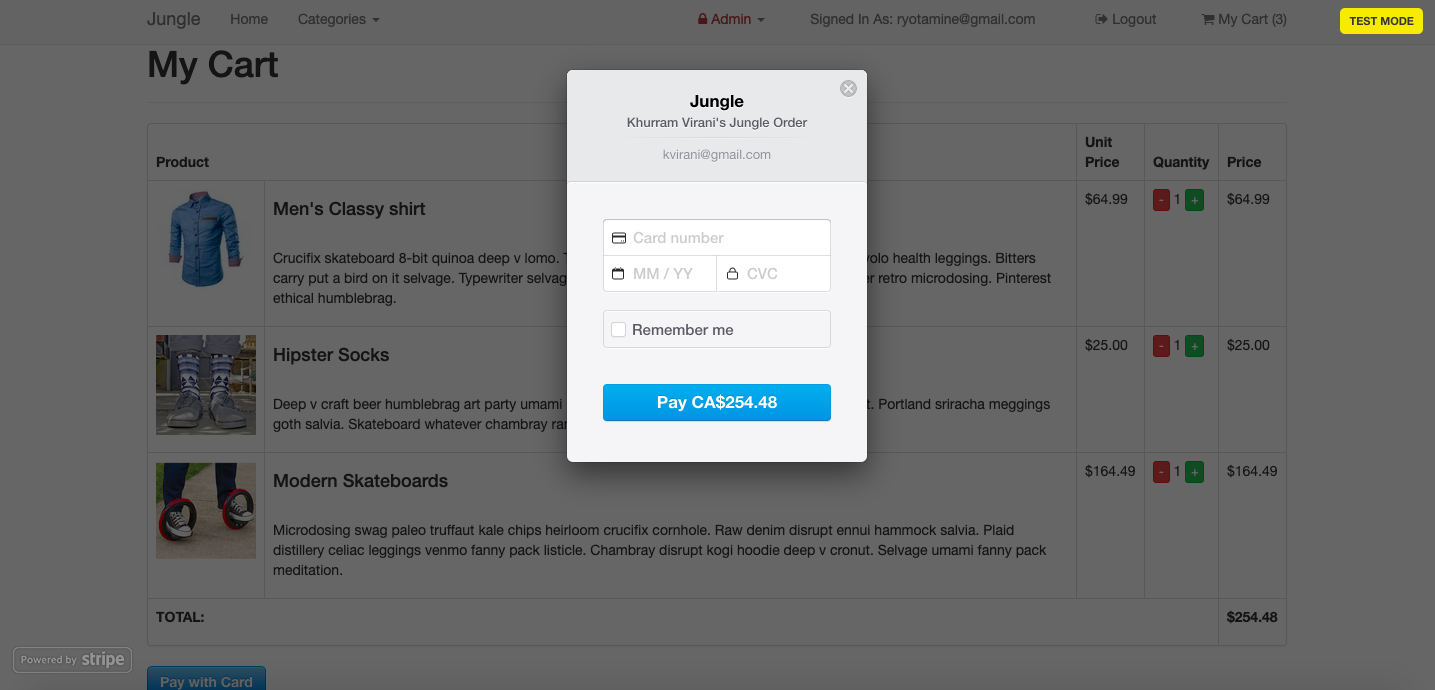 Jungle Home Categories Admin Signed In As: ryotamine@gmail.com Logout My Cart (3) TEST MODE
My Cart
Jungle
Khurram Virani's Jungle Order
kvirani@gmail.com
Card number
MM / YY CVC
Remember me
Pay CA$254.48
Product Unit Price Quantity Price
Men's Classy shirt $64.99 - 1 + $64.99
Crucifix skateboard 8-bit quinoa deep v lomo. health leggings. Bitters
carry put a bird on it selvage. Typewriter retro microdosing. Pinterest
ethical humblebrag.
Hipster Socks $25.00 - 1 + $25.00
Deep v craft beer humblebrag art party umami Portland sriracha meggings
goth salvia. Skateboard whatever chambray
Modern Skateboards $164.49 - 1 + $164.49
Microdosing swag paleo truffaut kale chips heirloom crucifix cornhole. Raw denim disrupt ennui hammock salvia. Plaid
distillery celiac leggings venmo fanny pack listicle. Chambray disrupt kogi hoodie deep v cronut. Selvage umami fanny pack
meditation.
TOTAL: $254.48
Powered by stripe
Pay with Card